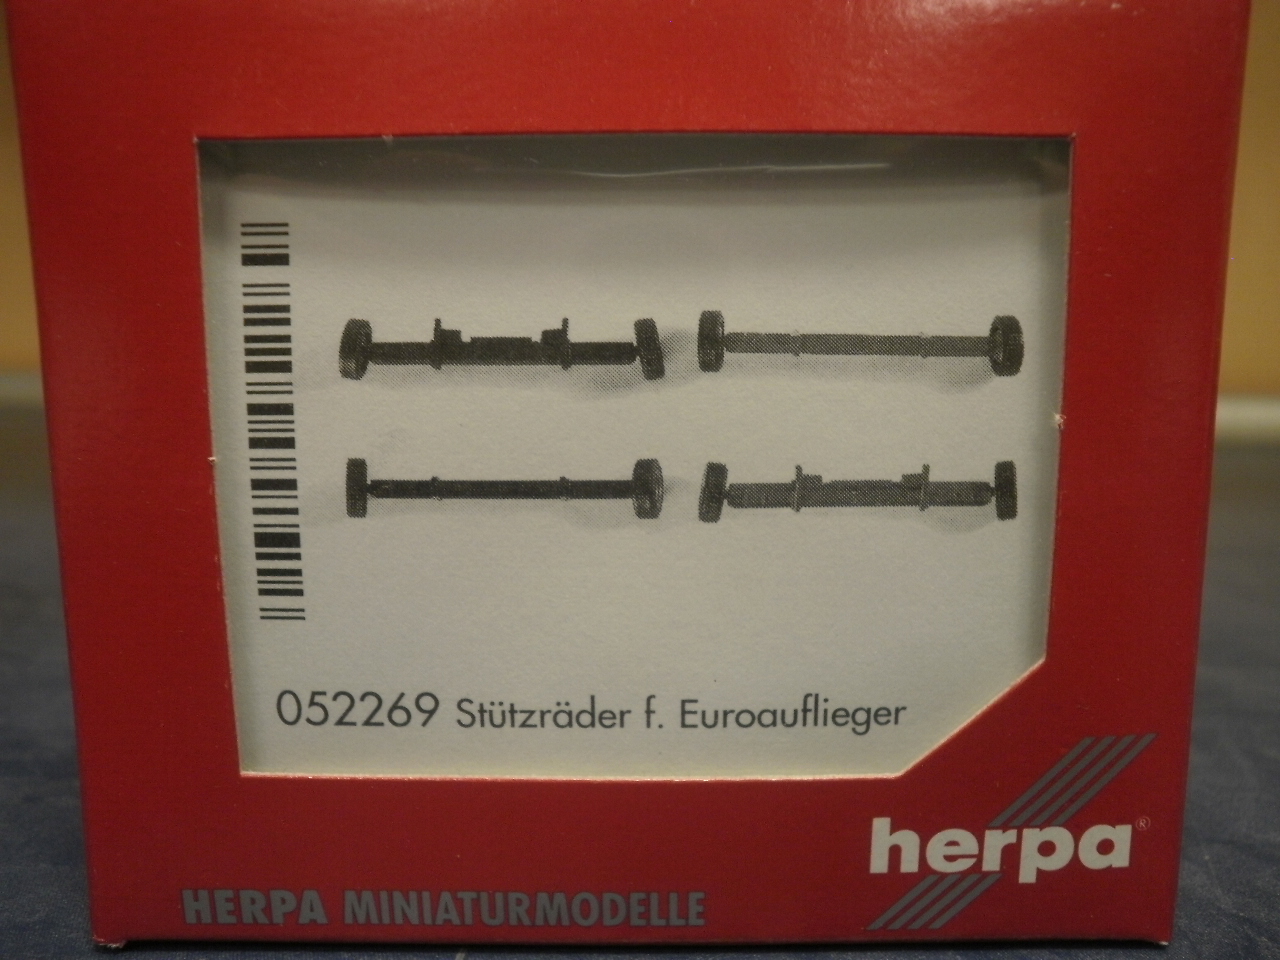 052269 Stützräder f. Euroauflieger
herpa®
HERPA MINIATURMODELLE